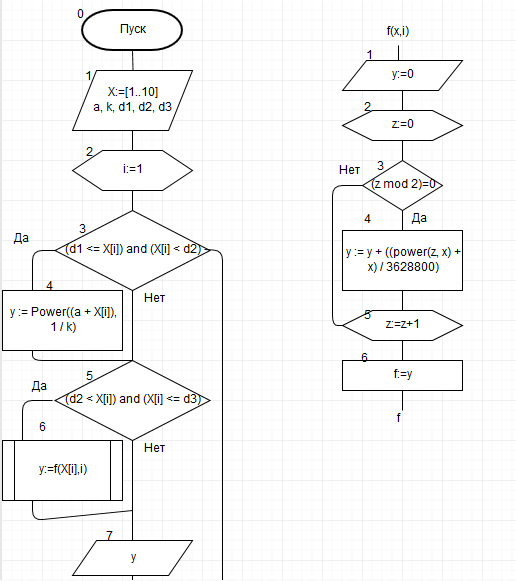 0
Пуск
1
X:=[1..10]
a, k, d1, d2, d3
2
i:=1
3
(d1 <= X[i]) and (X[i] < d2)
Да
Нет
4
y := Power((a + X[i]),
1 / k)
5
(d2 < X[i]) and (X[i] <= d3)
Да
Нет
6
y:=f(X[i],i)
7
y
f(x,i)
1
y:=0
2
z:=0
3
(z mod 2)=0
Нет
Да
4
y := y + ((power(z, x) +
x) / 3628800)
5
z:=z+1
6
f:=y
f